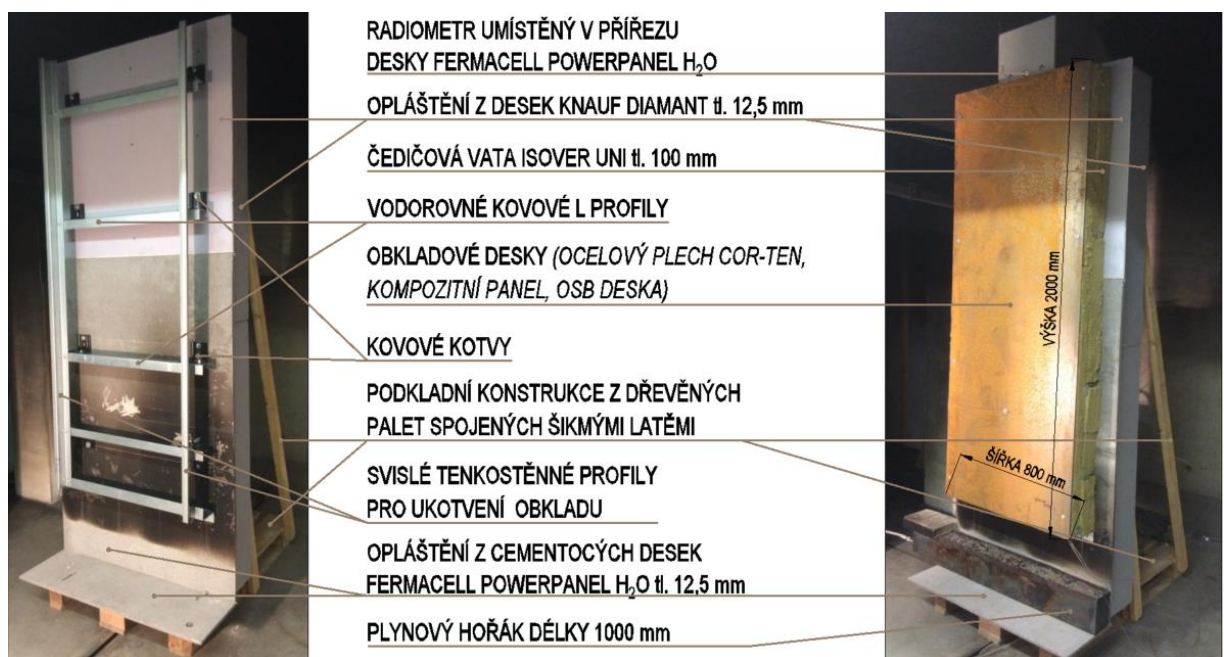 RADIOMETR UMÍSTĚNÝ V PŘÍŘEZU
DESKY FERMACELL POWERPANEL H₂O
OPLÁŠTĚNÍ Z DESEK KNAUF DIAMANT tl. 12,5 mm
ČEDIČOVÁ VATA ISOVER UNI tl. 100 mm
VODOROVNÉ KOVOVÉ L PROFILY
OBKLADOVÉ DESKY (OCELOVÝ PLECH COR-TEN,
KOMPOZITNÍ PANEL, OSB DESKA)
KOVOVÉ KOTVY
PODKLADNÍ KONSTRUKCE Z DŘEVĚNÝCH
PALET SPOJENÝCH ŠIKMÝMI LATĚMI
SVISLÉ TENKOSTĚNNÉ PROFILY
PRO UKOTVENÍ OBKLADU
OPLÁŠTĚNÍ Z CEMENTOCÝCH DESEK
FERMACELL POWERPANEL H₂O tl. 12,5 mm
PLYNOVÝ HOŘÁK DÉLKY 1000 mm
VÝŠKA 2000 mm
ŠÍŘKA 800 mm